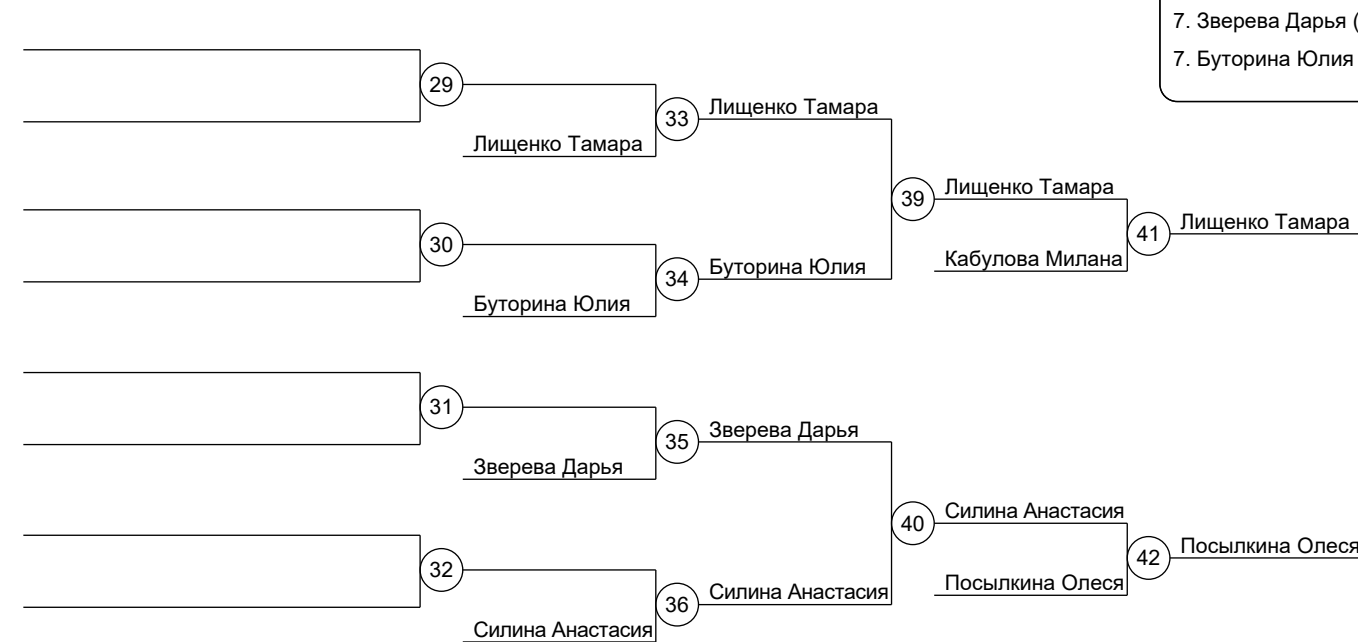 7. Зверева Дарья (
7. Буторина Юлия
29
33
Лищенко Тамара
Лищенко Тамара
39
Лищенко Тамара
41
Лищенко Тамара
30
34
Буторина Юлия
Кабулова Милана
Буторина Юлия
31
35
Зверева Дарья
Зверева Дарья
40
Силина Анастасия
42
Посылкина Олеся
32
36
Силина Анастасия
Посылкина Олеся
Силина Анастасия